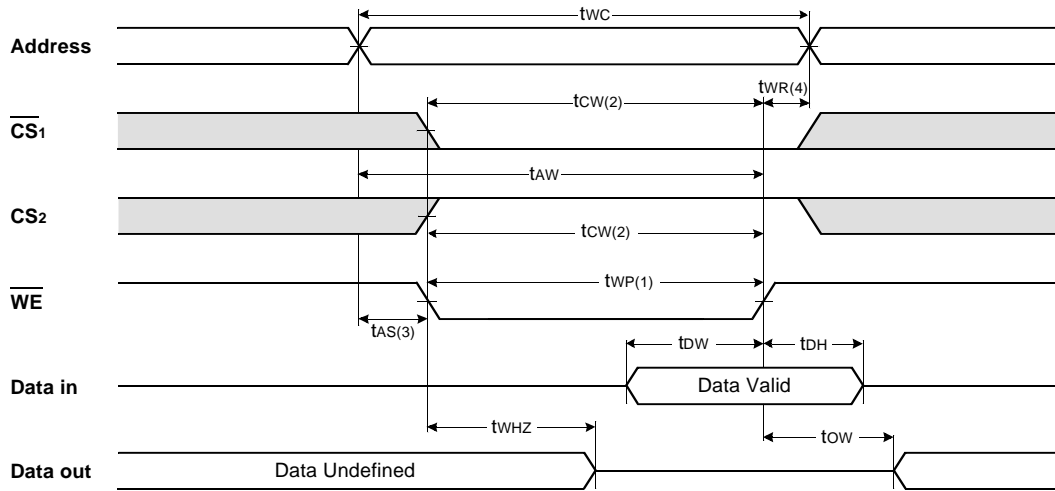 tWC
Address
tCW(2)
tWR(4)
CS1
tAW
CS2
tCW(2)
tWP(1)
WE
tAS(3)
tDW
tDH
Data in
Data Valid
tWHZ
tOW
Data out
Data Undefined